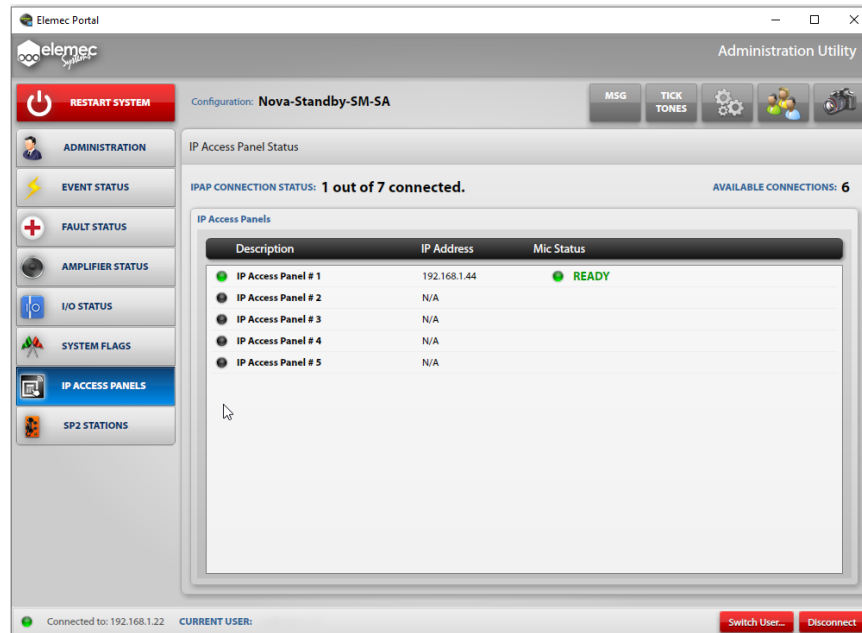 Elemec Portal
elemec
Systems
Administration Utility
RESTART SYSTEM
Configuration: Nova-Standby-SM-SA
MSG
TICK TONES
ADMINISTRATION
IP Access Panel Status
EVENT STATUS
IPAP CONNECTION STATUS: 1 out of 7 connected.
AVAILABLE CONNECTIONS: 6
FAULT STATUS
IP Access Panels
AMPLIFIER STATUS
Description IP Address Mic Status
IP Access Panel # 1 192.168.1.44 READY
IP Access Panel # 2 N/A
I/O STATUS
IP Access Panel # 3 N/A
SYSTEM FLAGS
IP Access Panel # 4 N/A
IP Access Panel # 5 N/A
IP ACCESS PANELS
SP2 STATIONS
Connected to: 192.168.1.22 CURRENT USER:
Switch User...
Disconnect